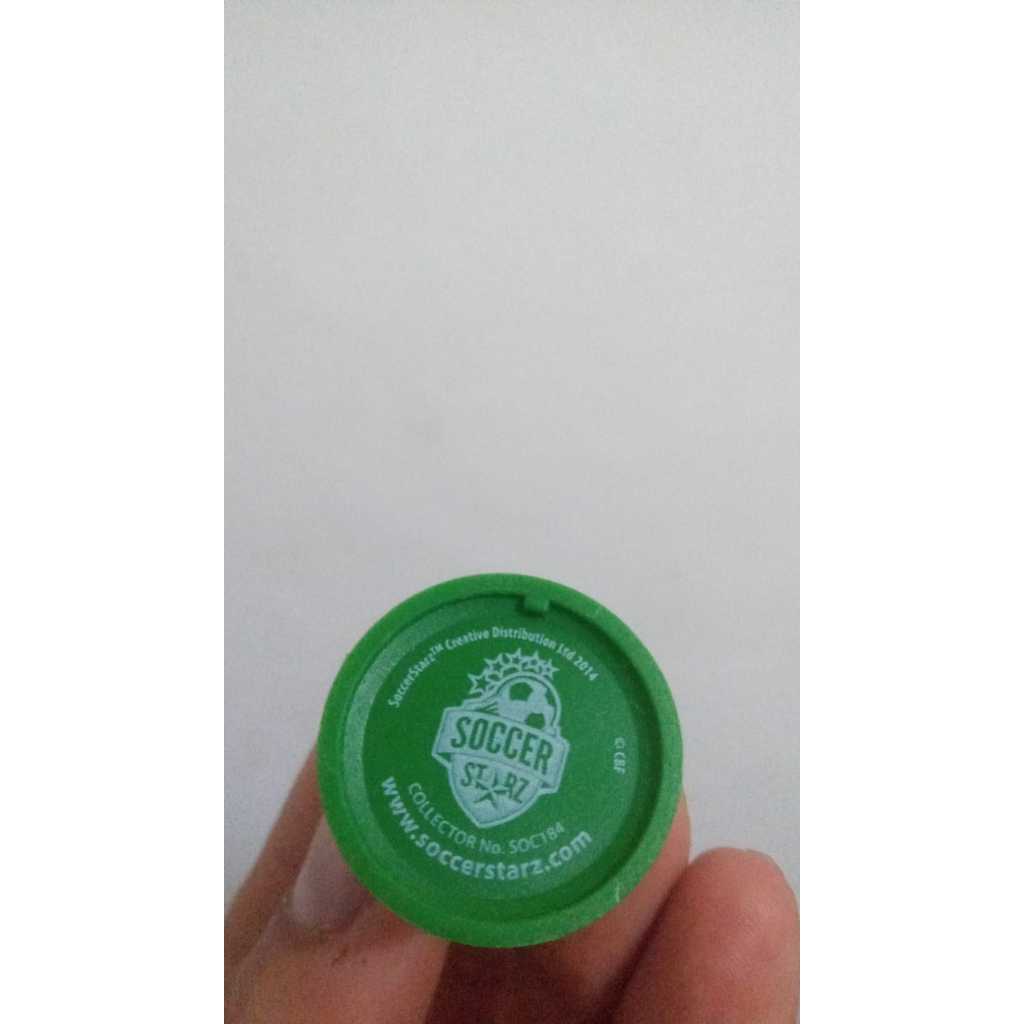 SoccerStarz™ Creative Distribution Ltd 2014
SOCCER
STARZ
© CBF
COLLECTOR No. SOC184
www.soccerstarz.com